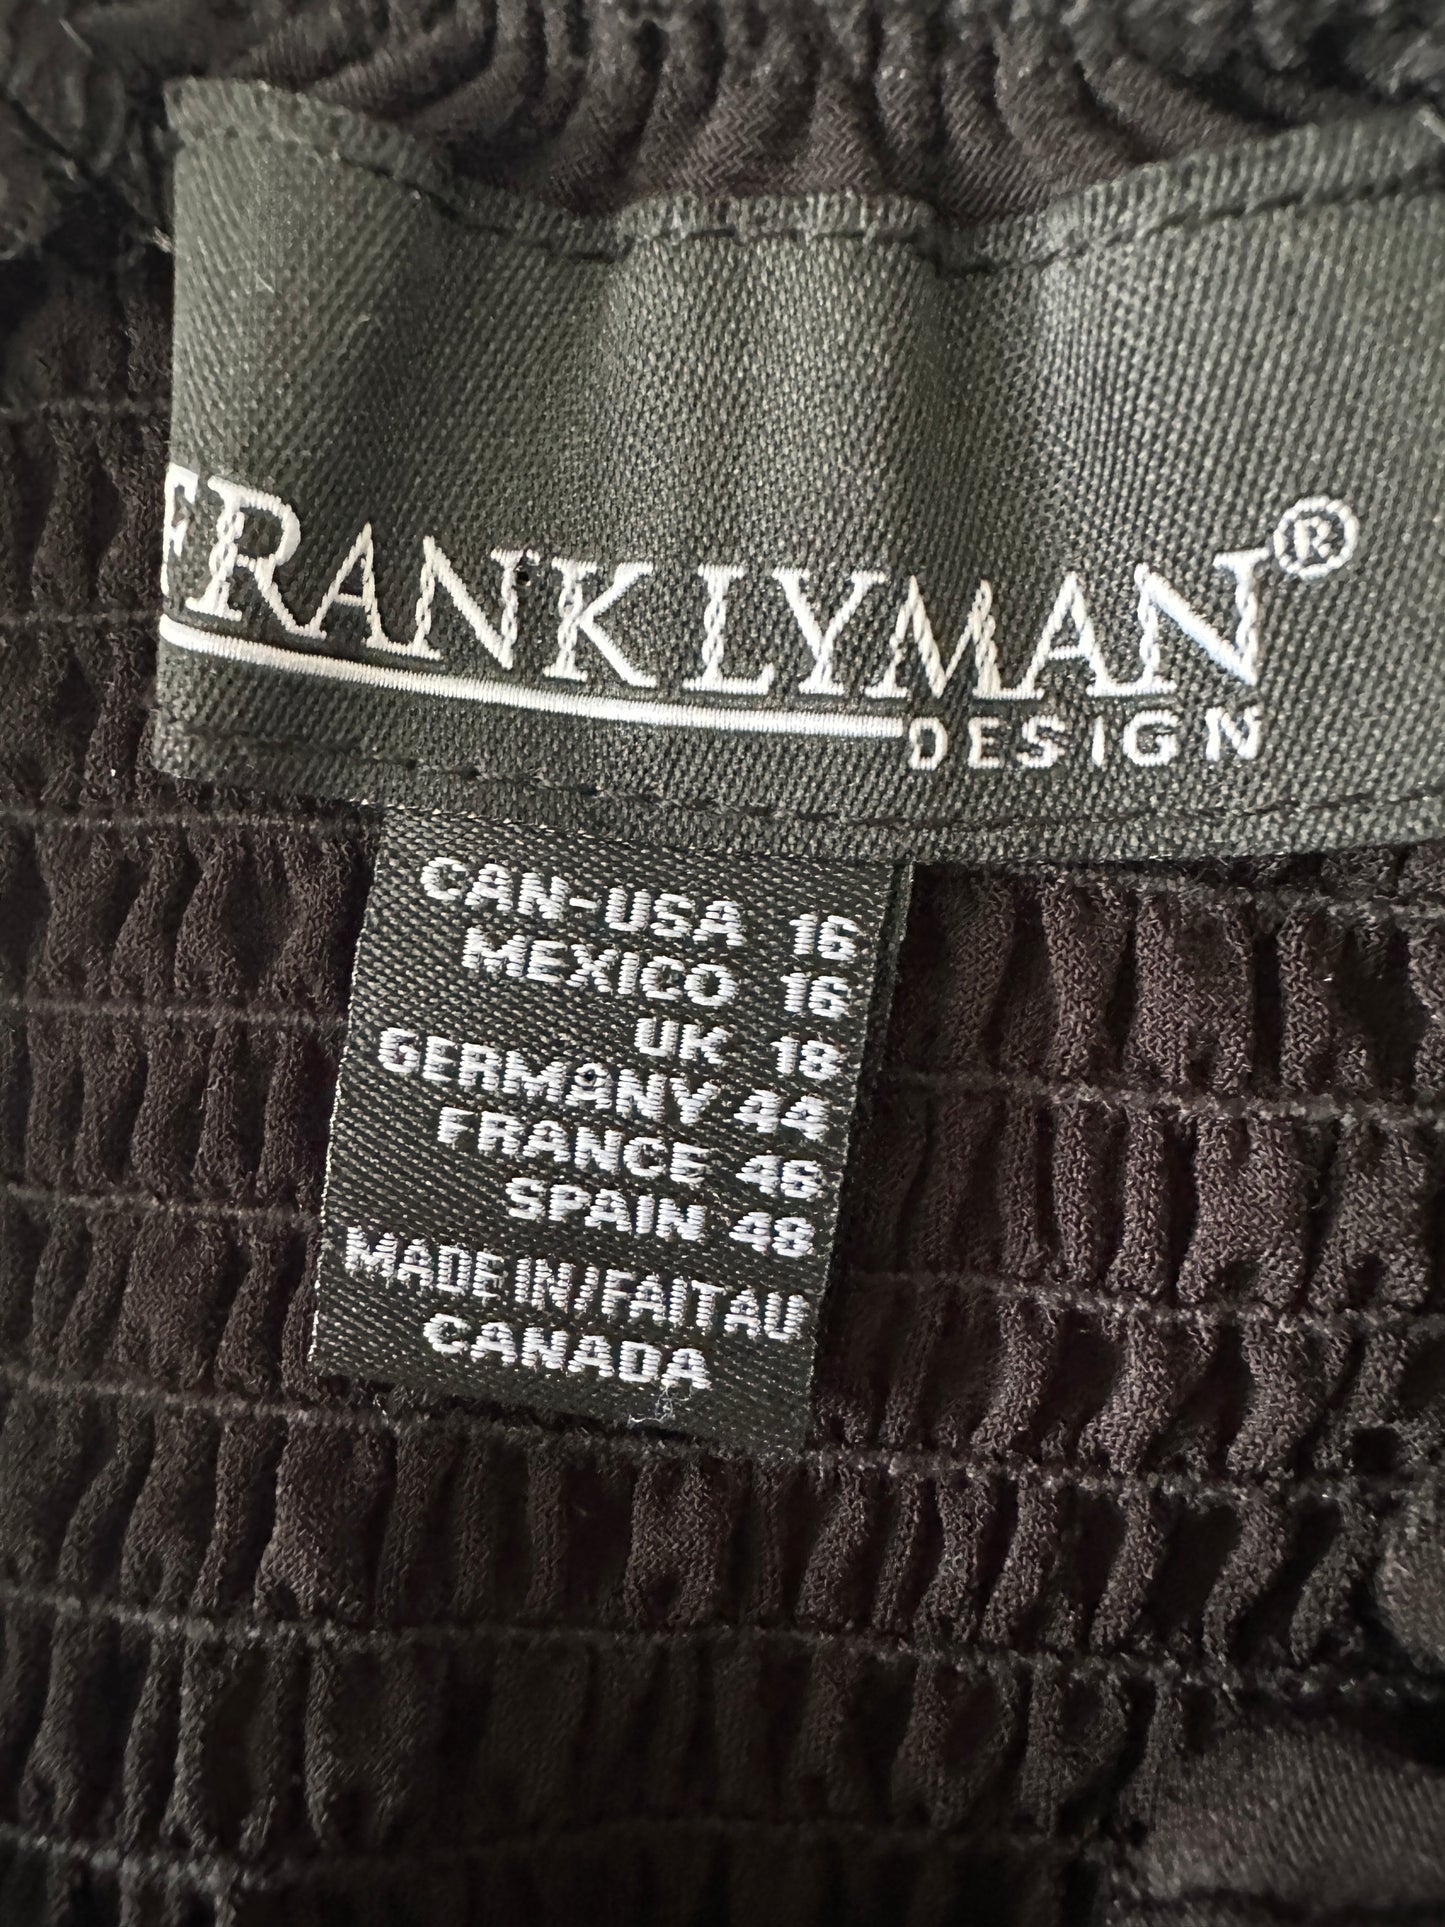 FRANK LYMAN®
DESIGN
CAN-USA 16
MEXICO 16
UK 18
GERMANY 44
FRANCE 46
SPAIN 48
MADE IN/FAIT AU
CANADA